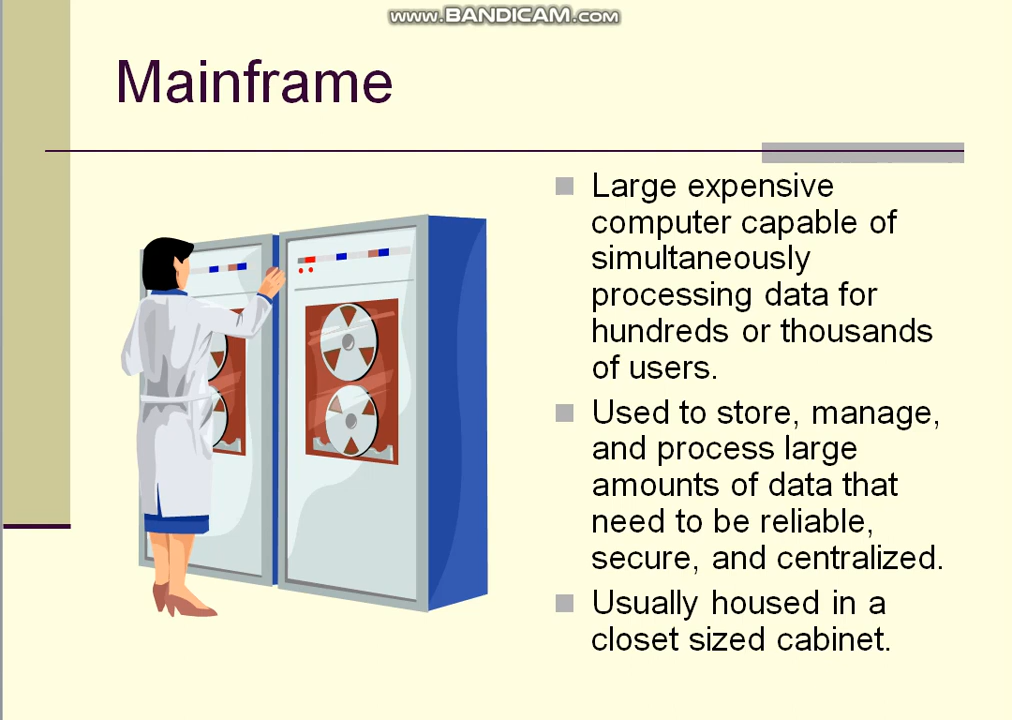 www.BANDICAM.com
Mainframe
Large expensive
computer capable of
simultaneously
processing data for
hundreds or thousands
of users.
Used to store, manage,
and process large
amounts of data that
need to be reliable,
secure, and centralized.
Usually housed in a
closet sized cabinet.